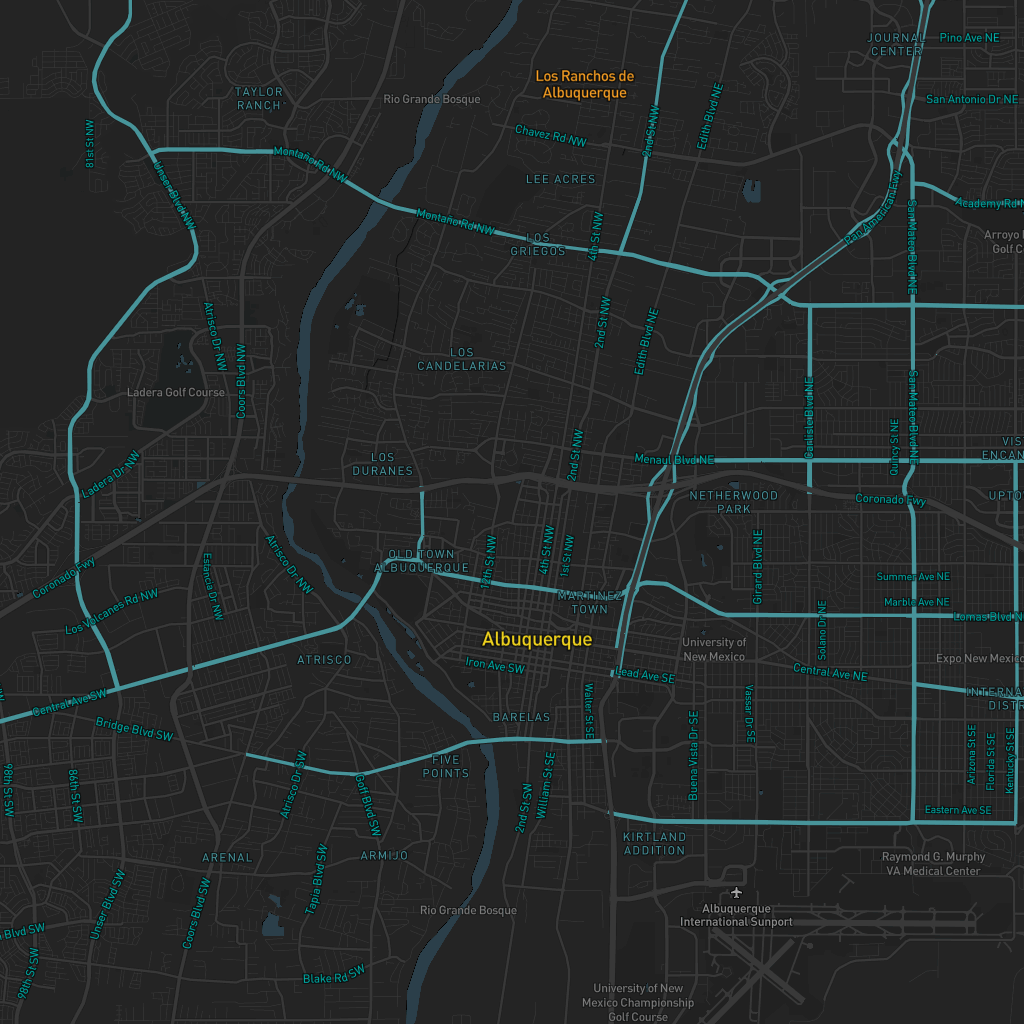 JOURNAL
CENTER
Pino Ave NE
Los Ranchos de
Albuquerque
TAYLOR
RANCH
Rio Grande Bosque
San Antonio Dr NE
81st St NW
Chavez Rd NW
2nd St NW
Edith Blvd NE
Montaño Rd NW
Unser Blvd NW
LEE ACRES
Pan American Fwy
San Mateo Blvd NE
Academy Rd N
Montaño Rd NW
4th St NW
LOS
GRIEGOS
Arroyo
Golf C
Atrisco Dr NW
2nd St NW
Edith Blvd NE
Coors Blvd NW
LOS
CANDELARIAS
Ladera Golf Course
Carlisle Blvd NE
San Mateo Blvd NE
Quincy St NE
VIS
ENCAN
LOS
DURANES
2nd St NW
Menaul Blvd NE
Ladera Dr NW
NETHERWOOD
PARK
Coronado Fwy
UPTO
OLD TOWN
ALBUQUERQUE
12th St NW
4th St NW
1st St NW
Girard Blvd NE
Atrisco Dr NW
Estancia Dr NW
Coronado Fwy
Summer Ave NE
Los Volcanes Rd NW
MARTINEZ
TOWN
Marble Ave NE
Lomas Blvd N
Solano Dr NE
Albuquerque
University of
New Mexico
ATRISCO
Iron Ave SW
Lead Ave SE
Central Ave NE
Expo New Mexico
Central Ave SW
Walter St SE
Vassar Dr SE
INTERNA
DISTR
Bridge Blvd SW
BARELAS
Buena Vista Dr SE
Arizona St SE
Florida St SE
Kentucky St SE
98th St SW
86th St SW
Atrisco Dr SW
FIVE
POINTS
Goff Blvd SW
2nd St SW
William St SE
Eastern Ave SE
ARENAL
ARMIJO
KIRTLAND
ADDITION
Raymond G. Murphy
VA Medical Center
Unser Blvd SW
Coors Blvd SW
Tapia Blvd SW
Rio Grande Bosque
Albuquerque
International Sunport
Blvd SW
98th St SW
Blake Rd SW
University of New
Mexico Championship
Golf Course